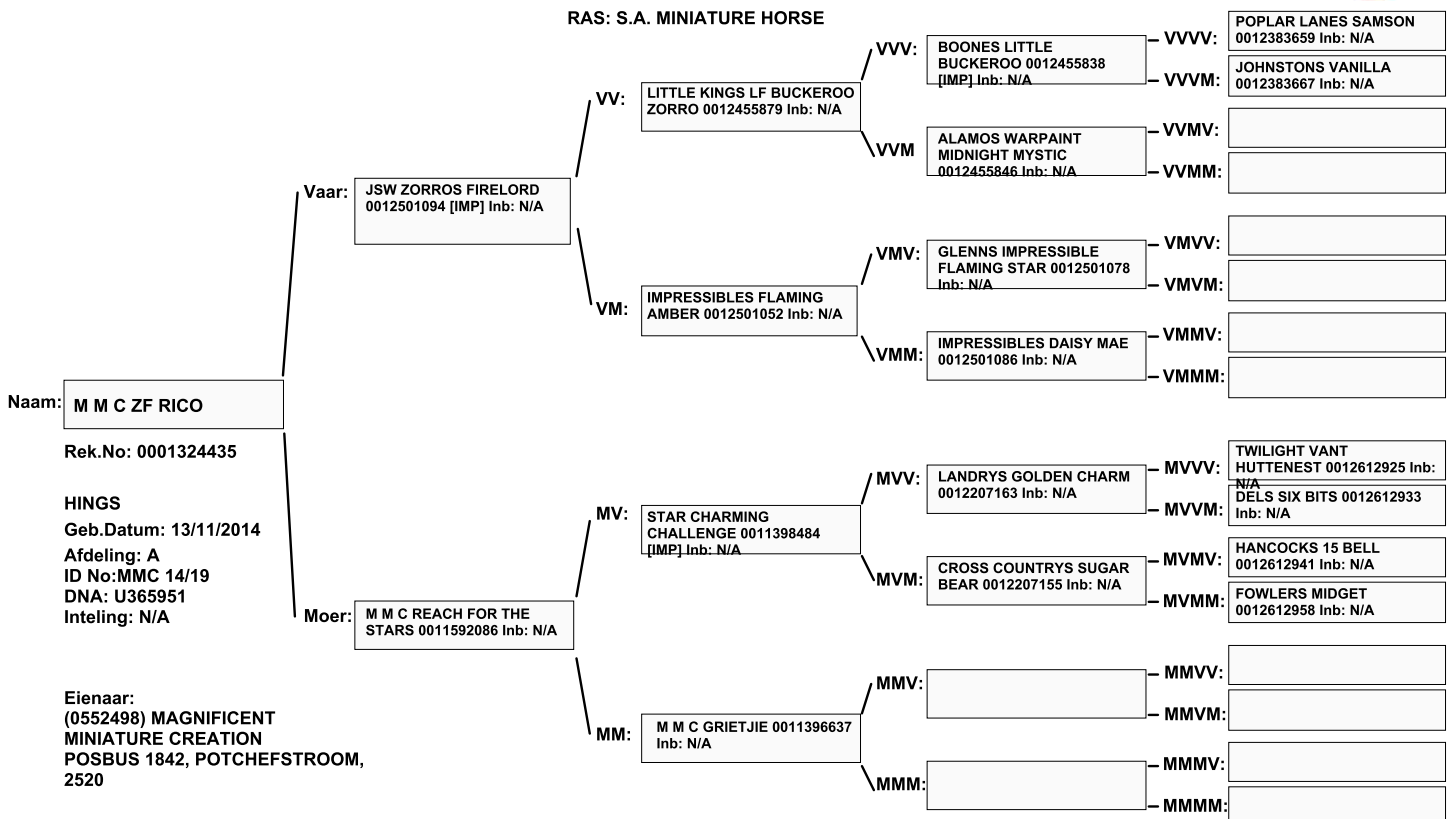 RAS: S.A. MINIATURE HORSE
Naam:
M M C ZF RICO
Rek.No: 0001324435
HINGS
Geb.Datum: 13/11/2014
Afdeling: A
ID No:MMC 14/19
DNA: U365951
Inteling: N/A
Eienaar:
(0552498) MAGNIFICENT
MINIATURE CREATION
POSBUS 1842, POTCHEFSTROOM,
2520
Vaar:
JSW ZORROS FIRELORD
0012501094 [IMP] Inb: N/A
Moer:
M M C REACH FOR THE
STARS 0011592086 Inb: N/A
VV:
LITTLE KINGS LF BUCKEROO
ZORRO 0012455879 Inb: N/A
VM:
IMPRESSIBLES FLAMING
AMBER 0012501052 Inb: N/A
MV:
STAR CHARMING
CHALLENGE 0011398484
[IMP] Inb: N/A
MM:
M M C GRIETJIE 0011396637
Inb: N/A
VVV:
BOONES LITTLE
BUCKEROO 0012455838
[IMP] Inb: N/A
VVM
ALAMOS WARPAINT
MIDNIGHT MYSTIC
0012455846 Inb: N/A
VMV:
GLENNS IMPRESSIBLE
FLAMING STAR 0012501078
Inb: N/A
VMM:
IMPRESSIBLES DAISY MAE
0012501086 Inb: N/A
MVV:
LANDRYS GOLDEN CHARM
0012207163 Inb: N/A
MVM:
CROSS COUNTRYS SUGAR
BEAR 0012207155 Inb: N/A
MMV:
MMM:
VVVV:
POPLAR LANES SAMSON
0012383659 Inb: N/A
VVVM:
JOHNSTONS VANILLA
0012383667 Inb: N/A
VVMV:
VVMM:
VMVV:
VMVM:
VMMV:
VMMM:
MVVV:
TWILIGHT VANT
HUTTENEST 0012612925 Inb:
N/A
MVVM:
DELS SIX BITS 0012612933
Inb: N/A
MVMV:
HANCOCKS 15 BELL
0012612941 Inb: N/A
MVMM:
FOWLERS MIDGET
0012612958 Inb: N/A
MMVV:
MMVM:
MMMV:
MMMM: